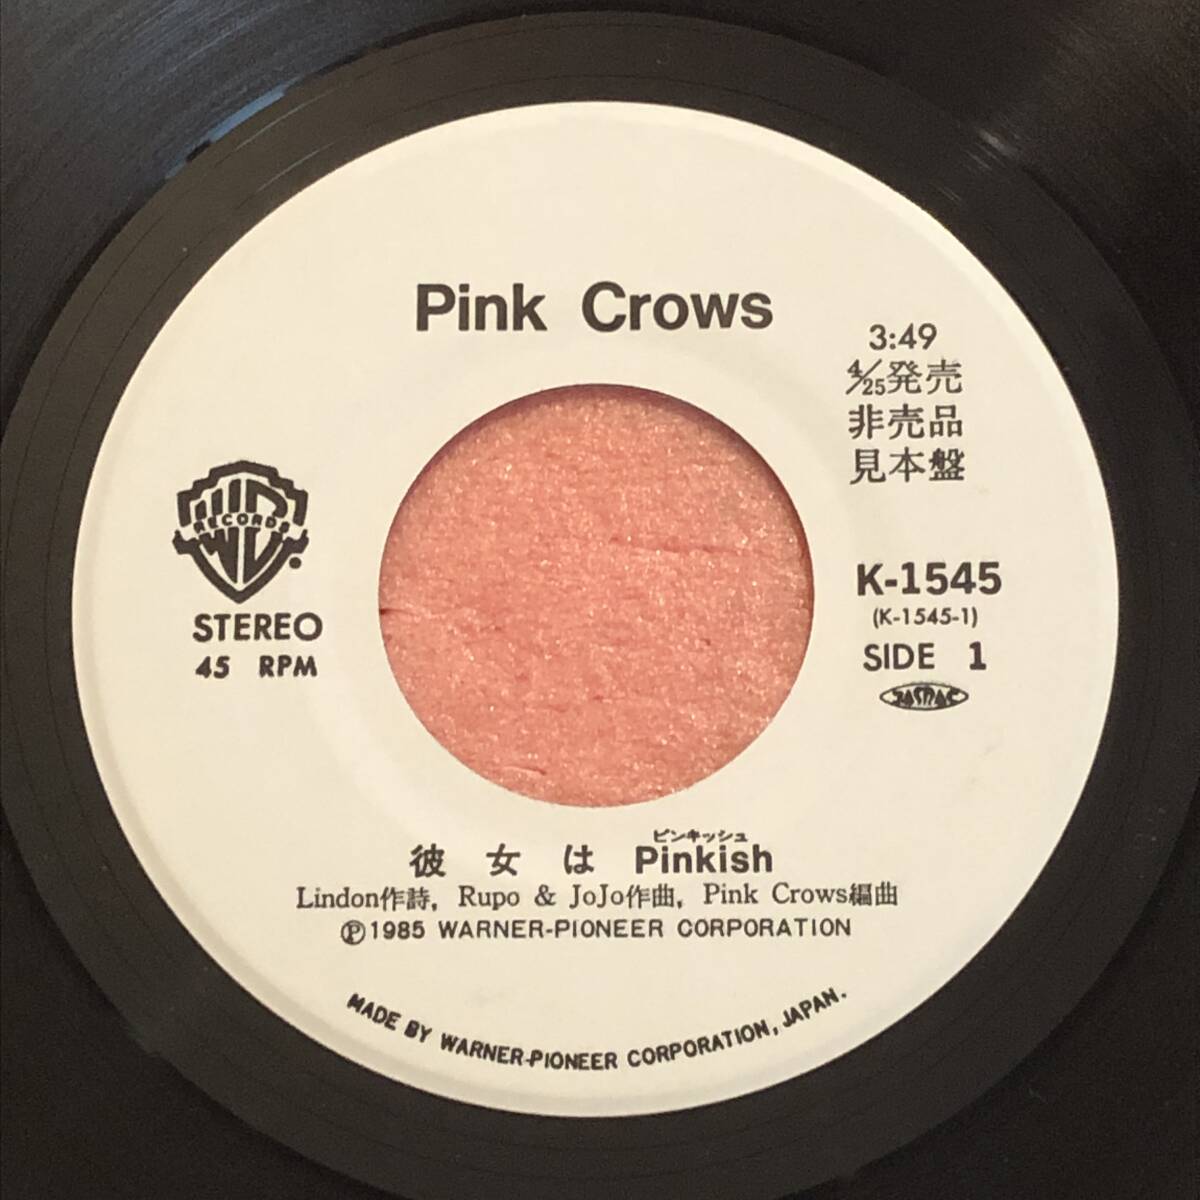 Pink Crows
3:49
4/25発売
非売品
見本盤
WB
RECORDS
STEREO
45 RPM
K-1545
(K-1545-1)
SIDE 1
JASRAC
ピンキッシュ
彼女は Pinkish
Lindon作詩, Rupo & JoJo作曲, Pink Crows編曲
Ⓟ1985 WARNER-PIONEER CORPORATION
MADE BY WARNER-PIONEER CORPORATION, JAPAN.